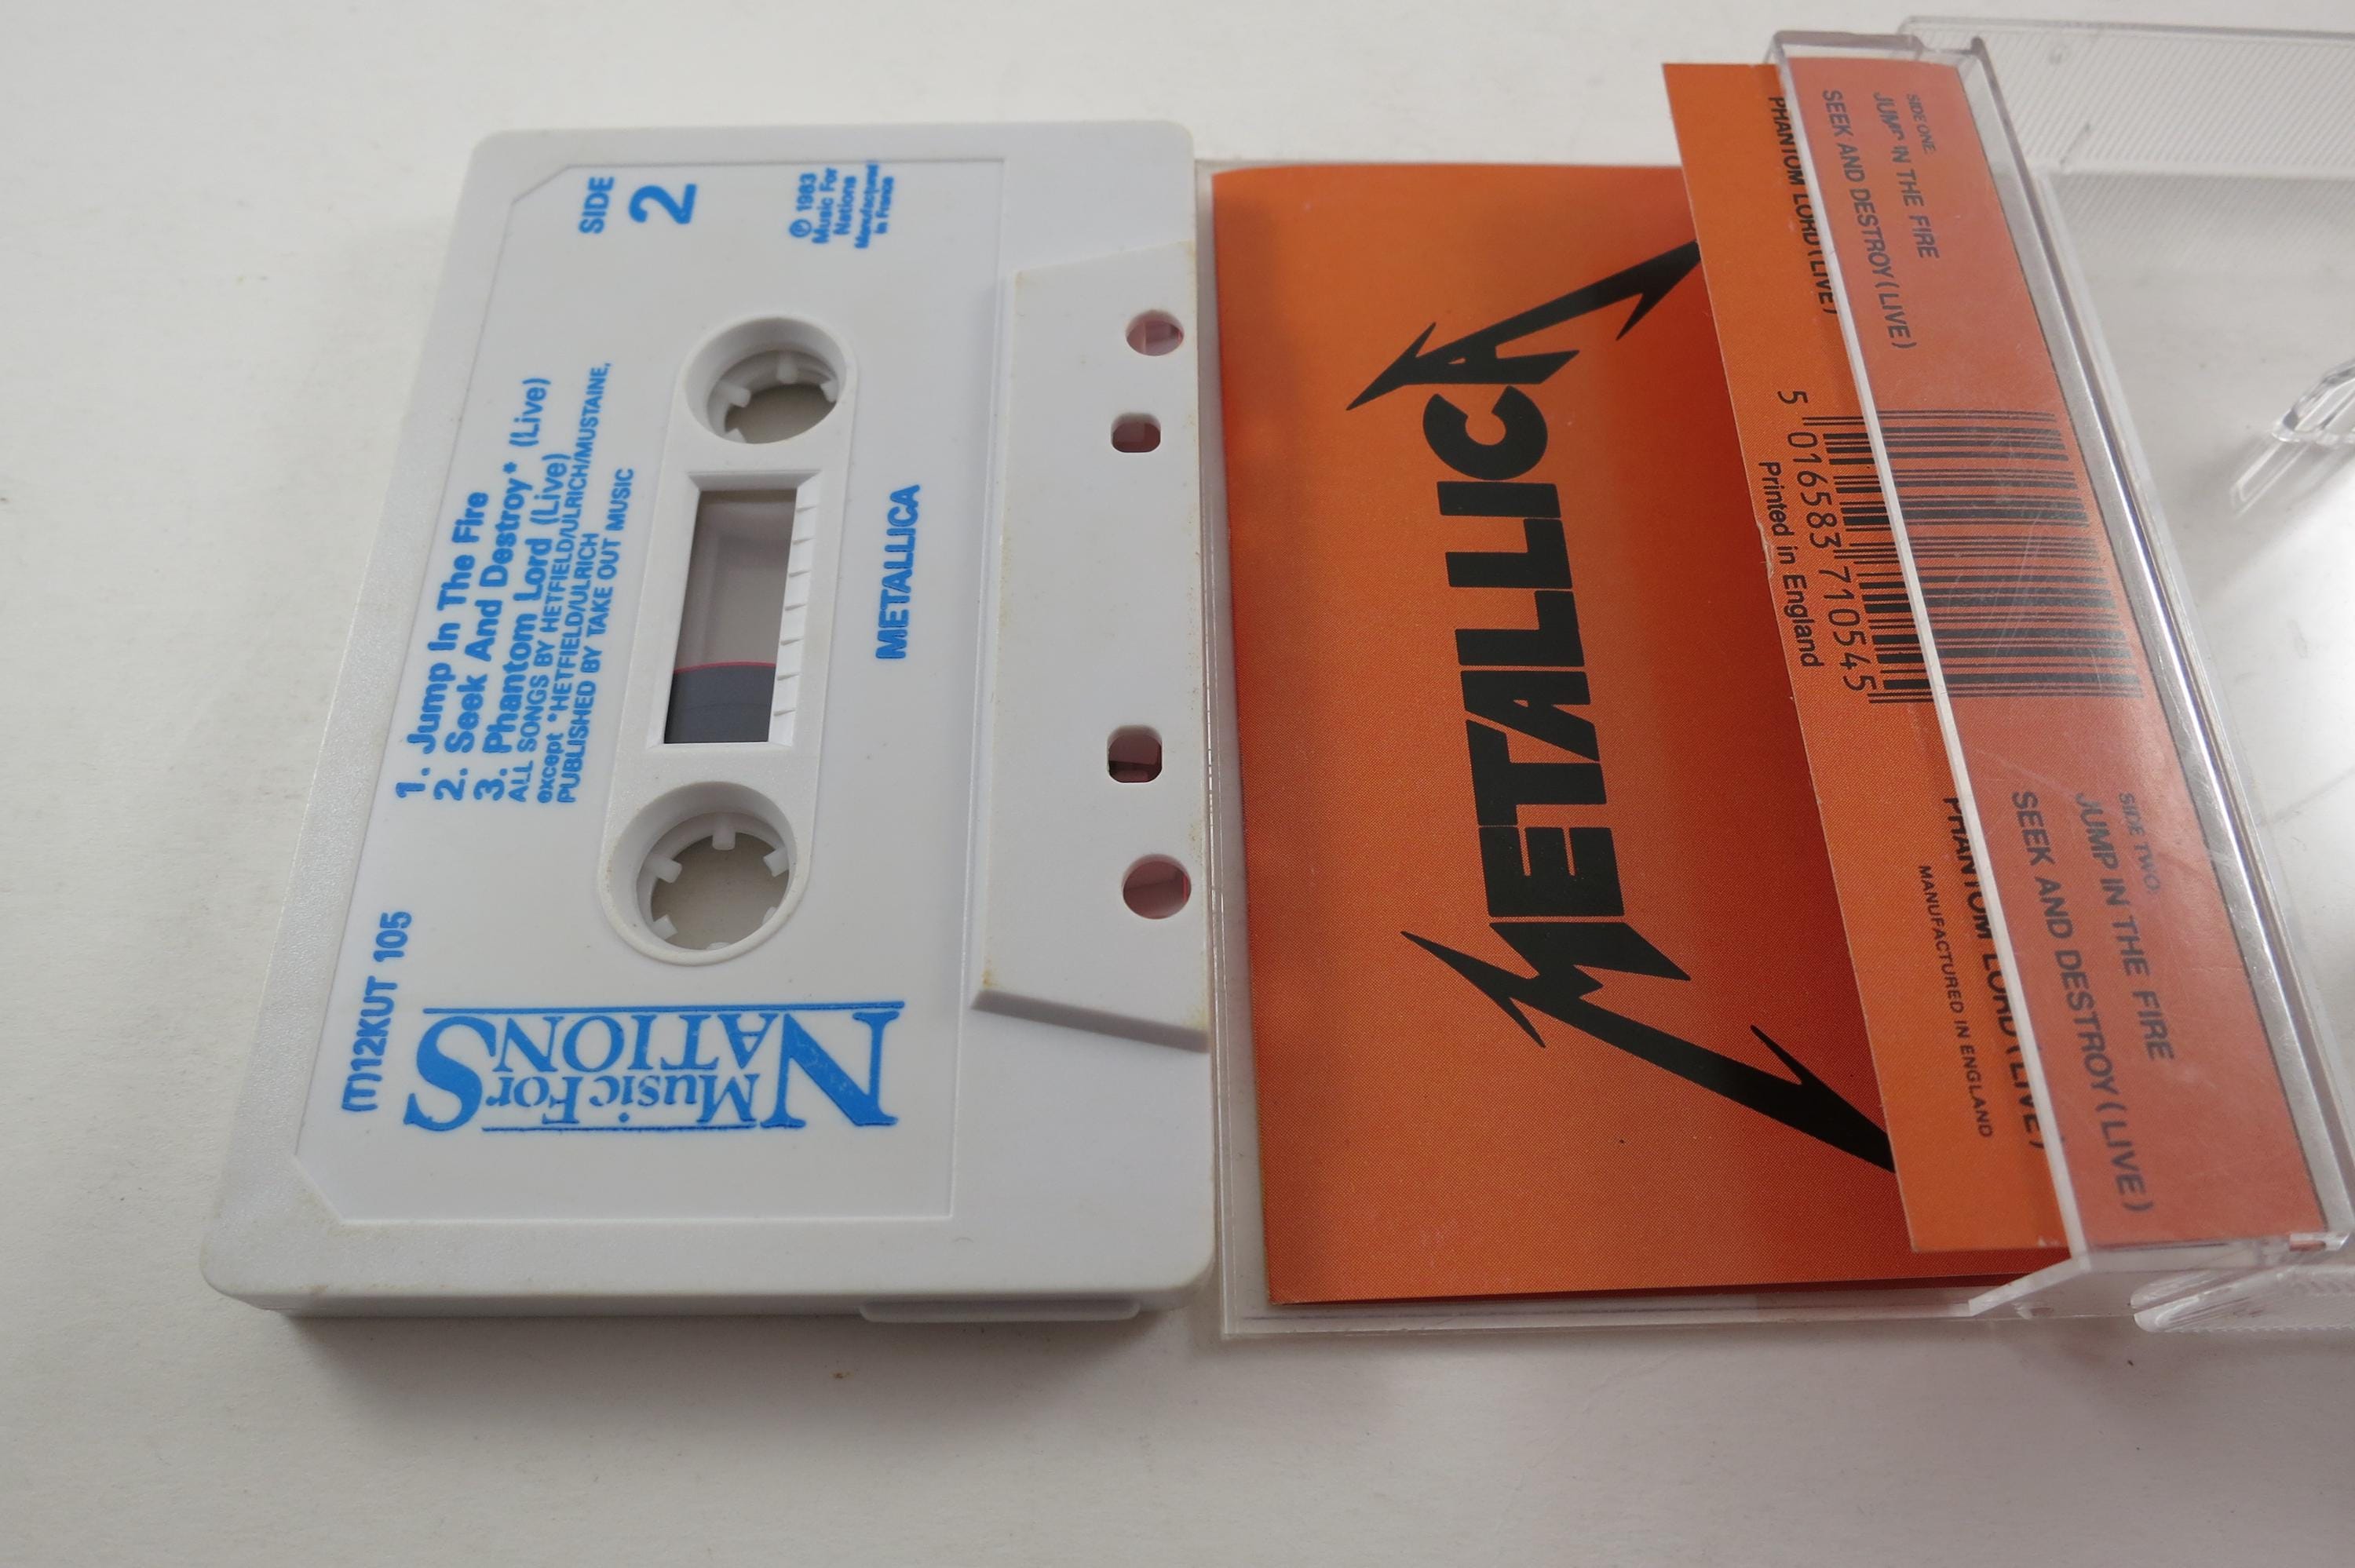 SIDE
2
℗ 1983
Music For
Nations
Manufactured
in France
1. Jump In The Fire
2. Seek And Destroy* (Live)
3. Phantom Lord (Live)
ALL SONGS BY HETFIELD/ULRICH/MUSTAINE,
except *HETFIELD/ULRICH
PUBLISHED BY TAKE OUT MUSIC
METALLICA
(E)12KUT 105
Music For
NATIONS
METALLICA
SIDE ONE:
JUMP IN THE FIRE
SEEK AND DESTROY (LIVE)
PHANTOM LORD (LIVE)
5 016583 710545
Printed in England
SIDE TWO:
JUMP IN THE FIRE
SEEK AND DESTROY (LIVE)
PHANTOM LORD (LIVE)
MANUFACTURED IN ENGLAND